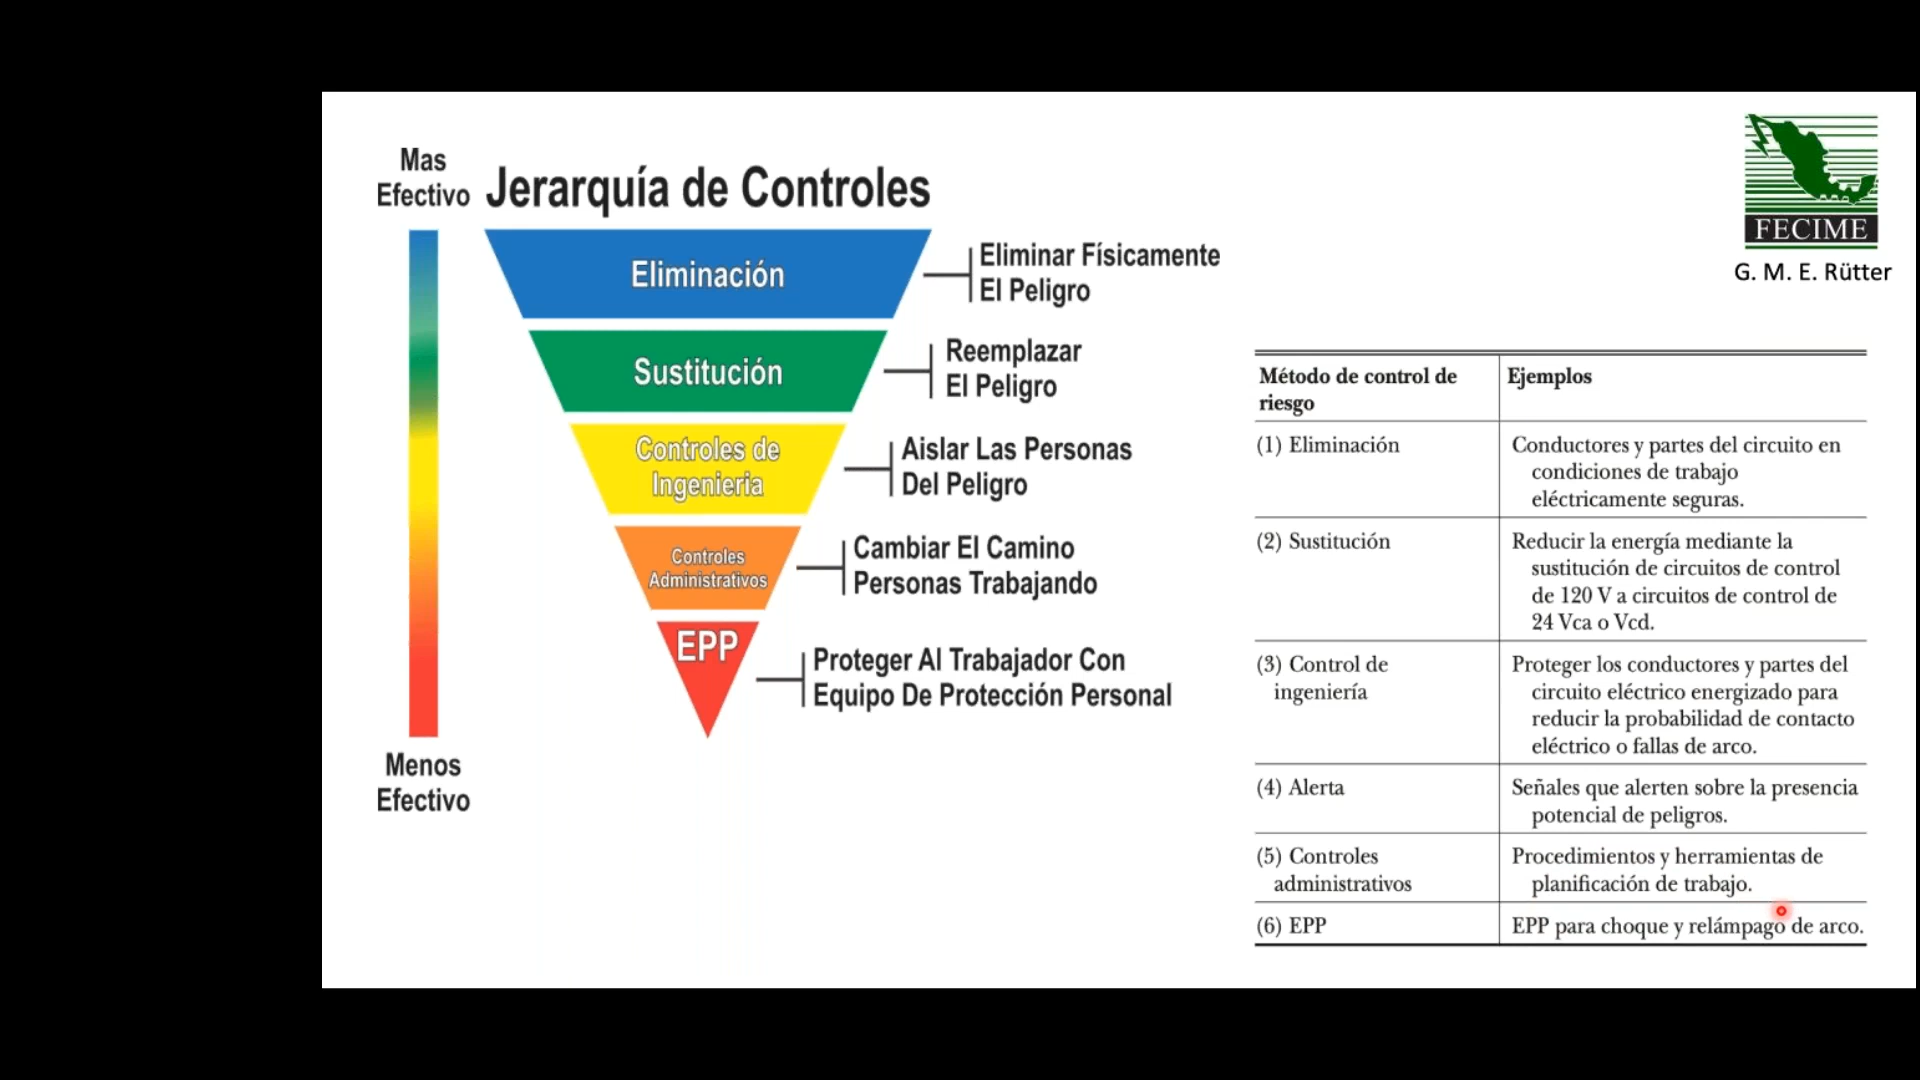 Mas
Efectivo
Jerarquía de Controles
Eliminación
Eliminar Físicamente
El Peligro
Sustitución
Reemplazar
El Peligro
Controles de
Ingenieria
Aislar Las Personas
Del Peligro
Controles
Administrativos
Cambiar El Camino
Personas Trabajando
EPP
Proteger Al Trabajador Con
Equipo De Protección Personal
Menos
Efectivo
FECIME
G. M. E. Rütter
Método de control de
riesgo
Ejemplos
(1) Eliminación
Conductores y partes del circuito en
condiciones de trabajo
eléctricamente seguras.
(2) Sustitución
Reducir la energía mediante la
sustitución de circuitos de control
de 120 V a circuitos de control de
24 Vca o Vcd.
(3) Control de
ingeniería
Proteger los conductores y partes del
circuito eléctrico energizado para
reducir la probabilidad de contacto
eléctrico o fallas de arco.
(4) Alerta
Señales que alerten sobre la presencia
potencial de peligros.
(5) Controles
administrativos
Procedimientos y herramientas de
planificación de trabajo.
(6) EPP
EPP para choque y relámpago de arco.